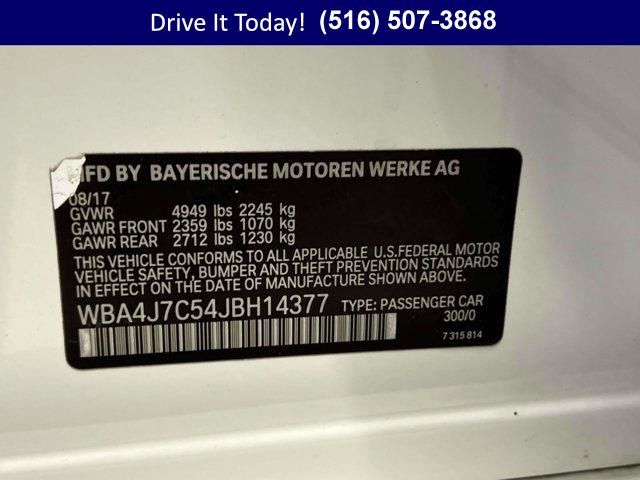 Drive It Today! (516) 507-3868
MFD BY BAYERISCHE MOTOREN WERKE AG
08/17
GVWR 4949 lbs 2245 kg
GAWR FRONT 2359 lbs 1070 kg
GAWR REAR 2712 lbs 1230 kg
THIS VEHICLE CONFORMS TO ALL APPLICABLE U.S.FEDERAL MOTOR
VEHICLE SAFETY, BUMPER AND THEFT PREVENTION STANDARDS
IN EFFECT ON THE DATE OF MANUFACTURE SHOWN ABOVE.
WBA4J7C54JBH14377 TYPE: PASSENGER CAR
300/0
7 315 814